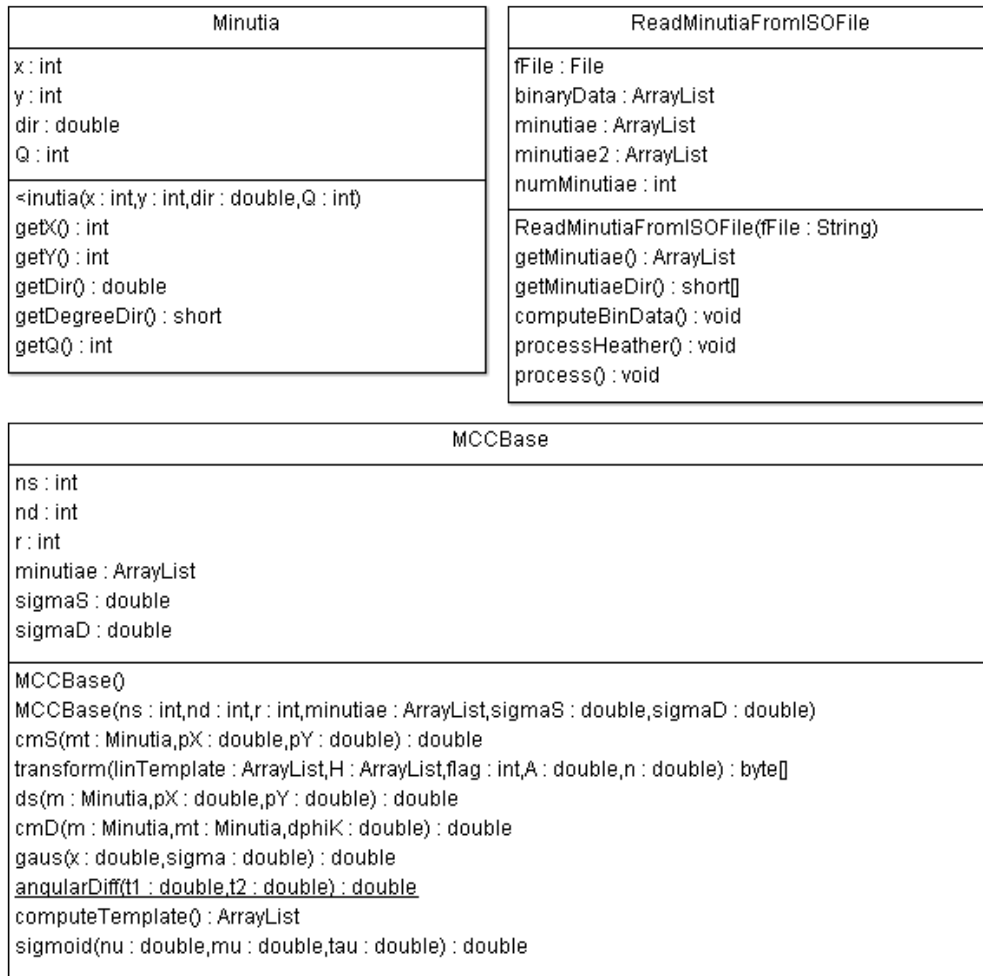 Minutia
x : int
y : int
dir : double
Q : int
<inutia(x : int,y : int,dir : double,Q : int)
getX() : int
getY() : int
getDir() : double
getDegreeDir() : short
getQ() : int
ReadMinutiaFromISOFile
fFile : File
binaryData : ArrayList
minutiae : ArrayList
minutiae2 : ArrayList
numMinutiae : int
ReadMinutiaFromISOFile(fFile : String)
getMinutiae() : ArrayList
getMinutiaeDir() : short[]
computeBinData() : void
processHeather() : void
process() : void
MCCBase
ns : int
nd : int
r : int
minutiae : ArrayList
sigmaS : double
sigmaD : double
MCCBase()
MCCBase(ns : int,nd : int,r : int,minutiae : ArrayList,sigmaS : double,sigmaD : double)
cmS(mt : Minutia,pX : double,pY : double) : double
transform(linTemplate : ArrayList,H : ArrayList,flag : int,A : double,n : double) : byte[]
ds(m : Minutia,pX : double,pY : double) : double
cmD(m : Minutia,mt : Minutia,dphiK : double) : double
gaus(x : double,sigma : double) : double
angularDiff(t1 : double,t2 : double) : double
computeTemplate() : ArrayList
sigmoid(nu : double,mu : double,tau : double) : double